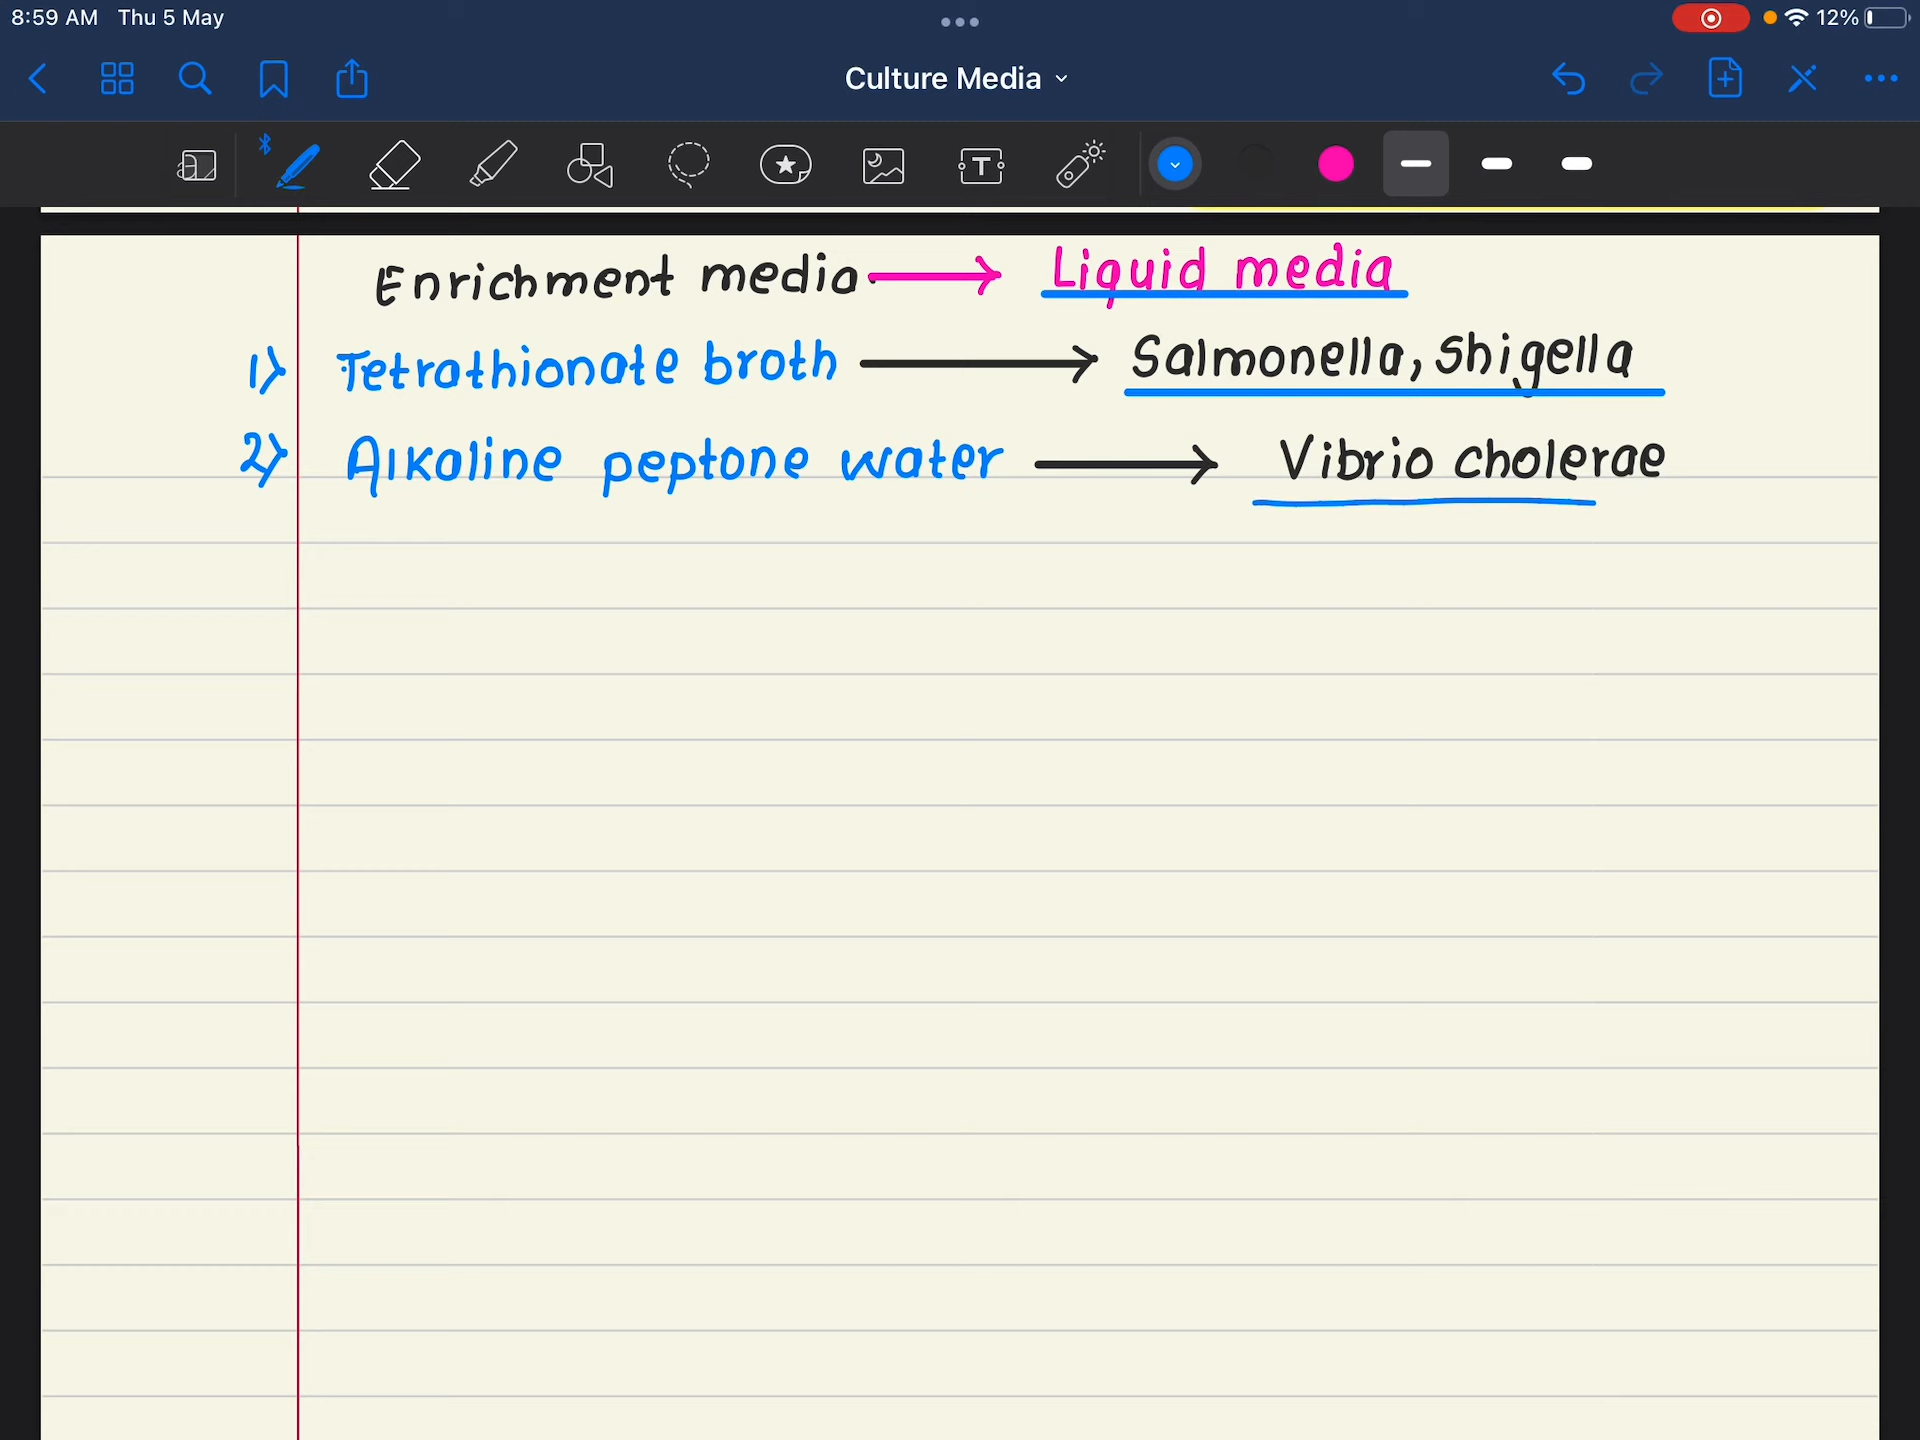 8:59 AM Thu 5 May
12%
Culture Media
T
Enrichment media → Liquid media
1) Tetrathionate broth → Salmonella, Shigella
2) Alkaline peptone water → Vibrio cholerae